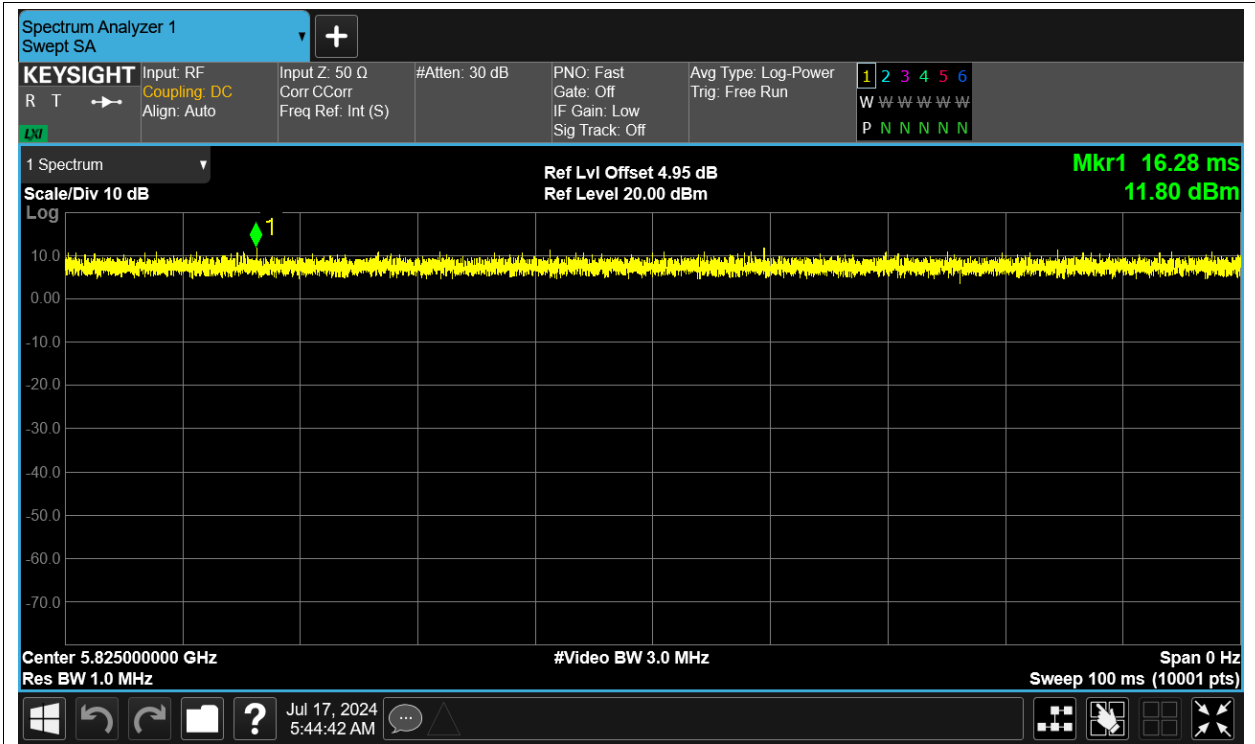 Spectrum Analyzer 1
Swept SA
KEYSIGHT
R T
LXI
Input: RF
Coupling: DC
Align: Auto
Input Z: 50 Ω
Corr CCorr
Freq Ref: Int (S)
#Atten: 30 dB
PNO: Fast
Gate: Off
IF Gain: Low
Sig Track: Off
Avg Type: Log-Power
Trig: Free Run
1 2 3 4 5 6
W W W W W W
P N N N N N
1 Spectrum
Scale/Div 10 dB
Ref Lvl Offset 4.95 dB
Ref Level 20.00 dBm
Mkr1 16.28 ms
11.80 dBm
Log
1
10.0
0.00
-10.0
-20.0
-30.0
-40.0
-50.0
-60.0
-70.0
Center 5.825000000 GHz
Res BW 1.0 MHz
#Video BW 3.0 MHz
Span 0 Hz
Sweep 100 ms (10001 pts)
?
Jul 17, 2024
5:44:42 AM